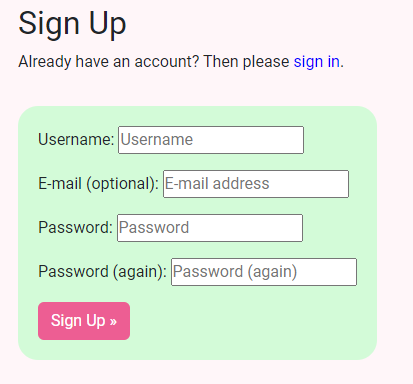 Sign Up
Already have an account? Then please sign in.
Username: Username
E-mail (optional): E-mail address
Password: Password
Password (again): Password (again)
Sign Up »